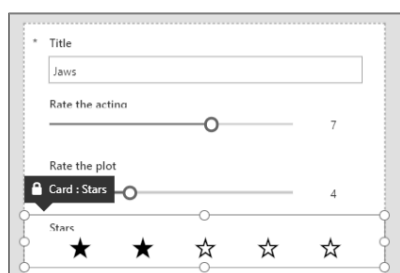 * Title
Jaws
Rate the acting
7
Rate the plot
Card : Stars
4
Stars